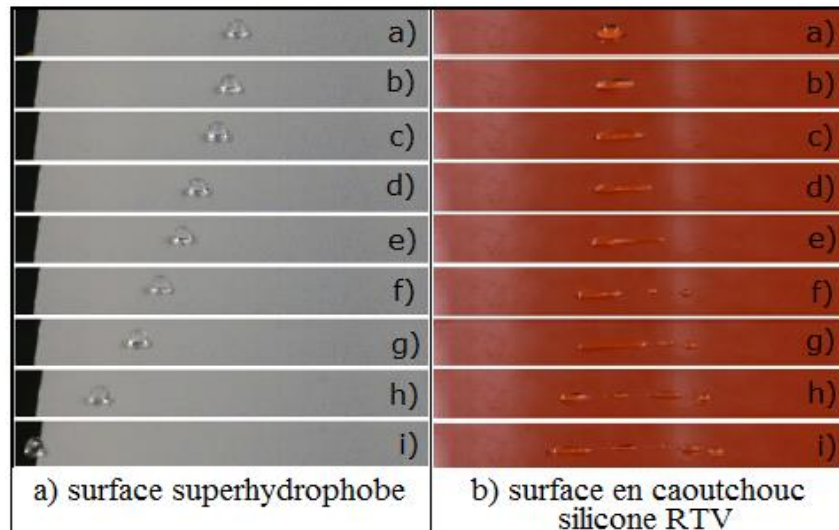 a) a)
b) b)
c) c)
d) d)
e) e)
f) f)
g) g)
h) h)
i) i)
a) surface superhydrophobe
b) surface en caoutchouc
silicone RTV